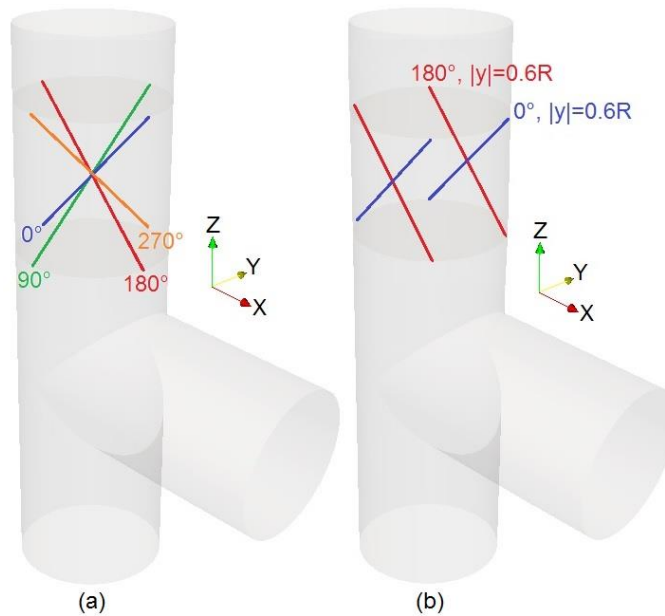 180°, |y|=0.6R
0°, |y|=0.6R
0°
270°
90°
180°
Z
Y
X
Z
Y
X
(a)
(b)